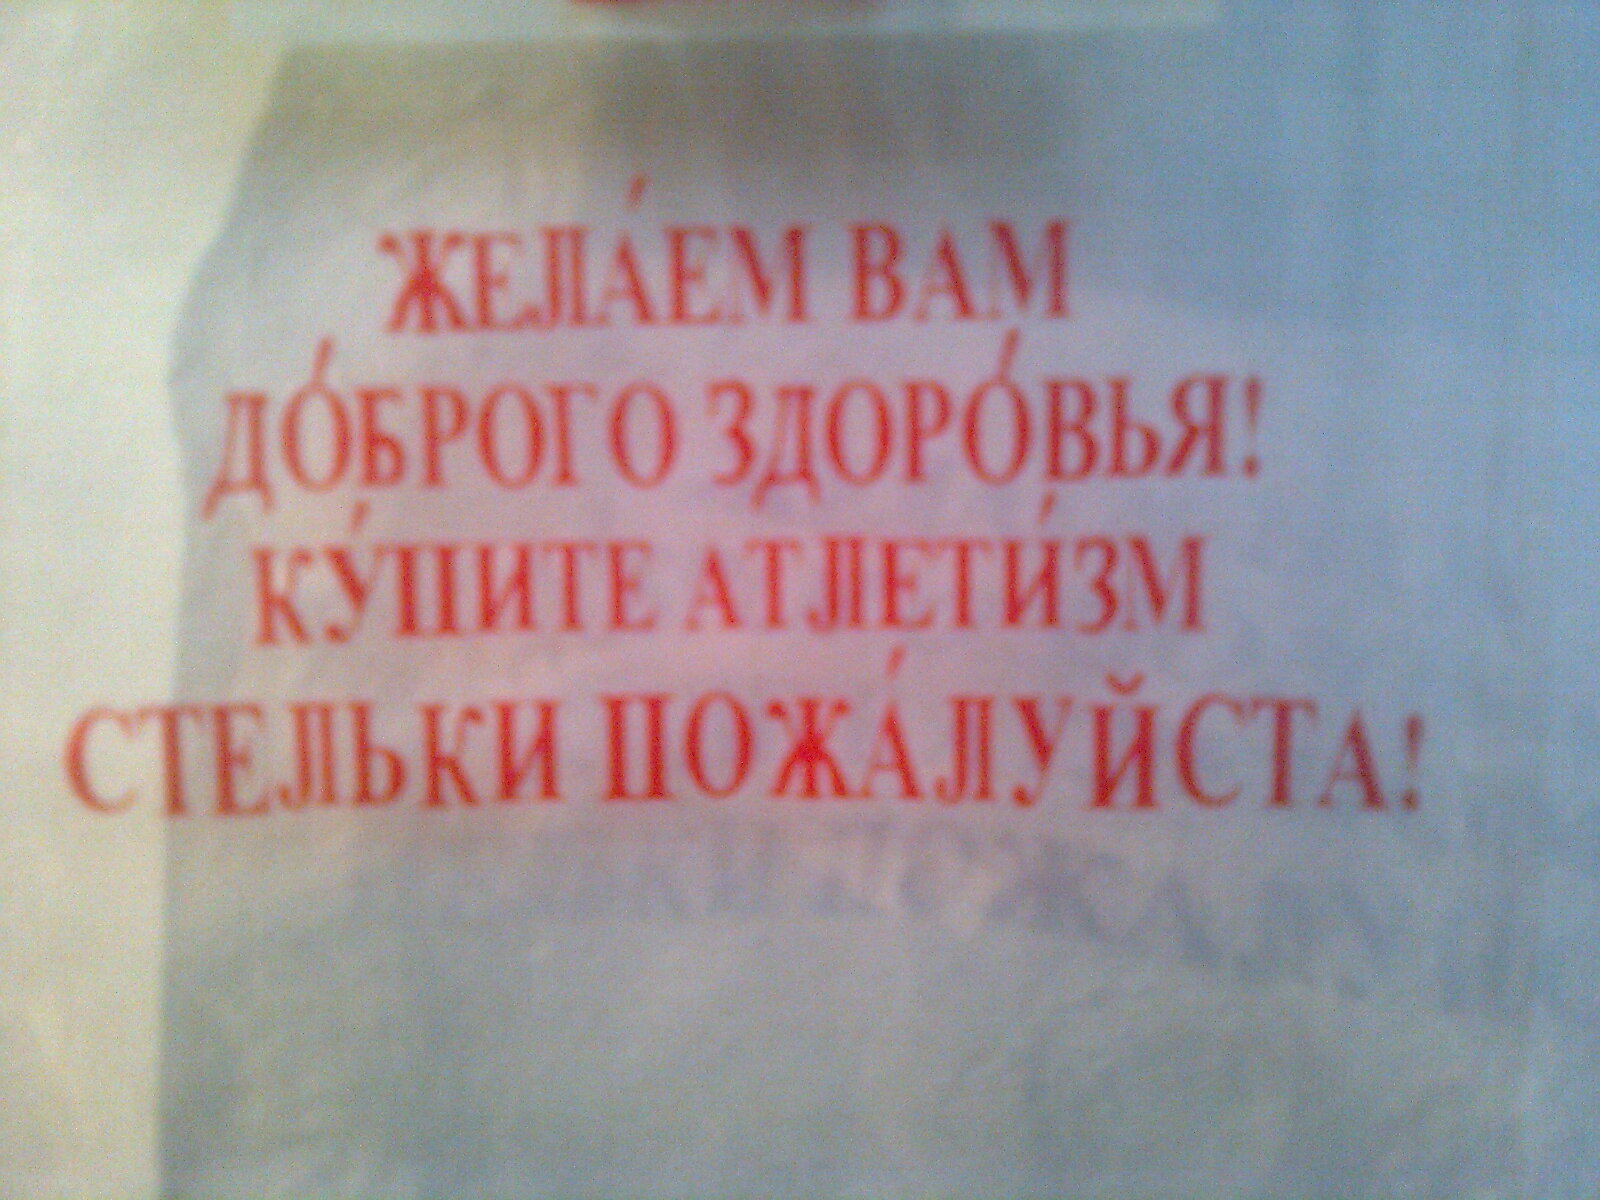 ЖЕЛА́ЕМ ВАМ
ДО́БРОГО ЗДОРО́ВЬЯ!
КУ́ПИТЕ АТЛЕТИ́ЗМ
СТЕЛЬКИ ПОЖА́ЛУЙСТА!